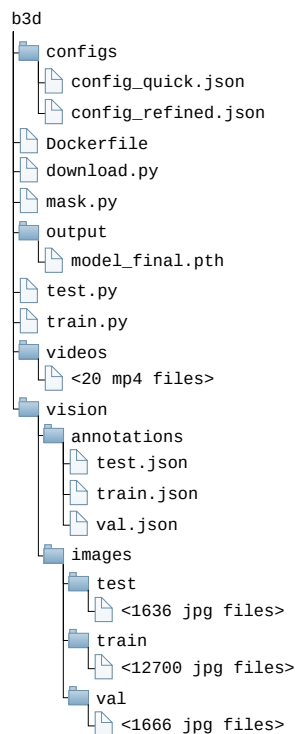 b3d
configs
config_quick.json
config_refined.json
Dockerfile
download.py
mask.py
output
model_final.pth
test.py
train.py
videos
<20 mp4 files>
vision
annotations
test.json
train.json
val.json
images
test
<1636 jpg files>
train
<12700 jpg files>
val
<1666 jpg files>